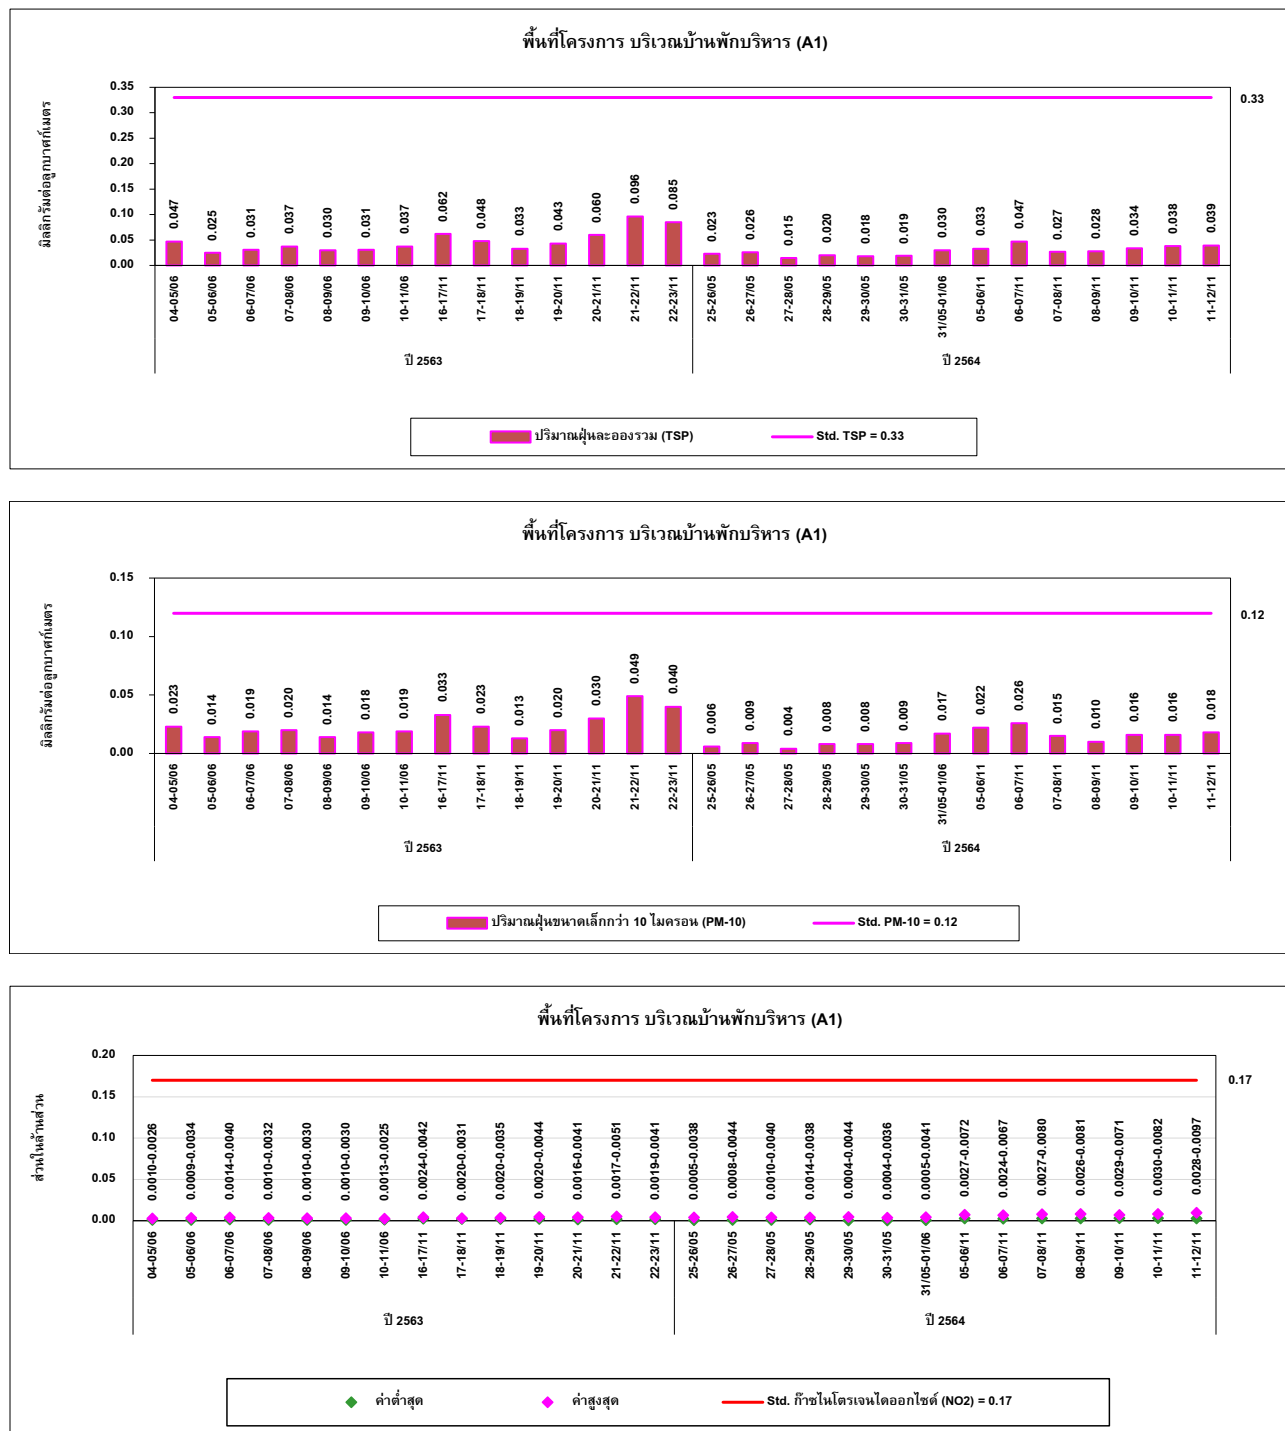 พื้นที่โครงการ บริเวณบ้านพักบริหาร (A1)
มิลลิกรัมต่อลูกบาศก์เมตร
0.35
0.30
0.25
0.20
0.15
0.10
0.05
0.00
0.33
0.047 0.025 0.031 0.037 0.030 0.031 0.037 0.062 0.048 0.033 0.043 0.060 0.096 0.085 0.023 0.026 0.015 0.020 0.018 0.019 0.030 0.033 0.047 0.027 0.028 0.034 0.038 0.039
04-05/06 05-06/06 06-07/06 07-08/06 08-09/06 09-10/06 10-11/06 16-17/11 17-18/11 18-19/11 19-20/11 20-21/11 21-22/11 22-23/11 25-26/05 26-27/05 27-28/05 28-29/05 29-30/05 30-31/05 31/05-01/06 05-06/11 06-07/11 07-08/11 08-09/11 09-10/11 10-11/11 11-12/11
ปี 2563 ปี 2564
ปริมาณฝุ่นละอองรวม (TSP) Std. TSP = 0.33
พื้นที่โครงการ บริเวณบ้านพักบริหาร (A1)
มิลลิกรัมต่อลูกบาศก์เมตร
0.15
0.10
0.05
0.00
0.12
0.023 0.014 0.019 0.020 0.014 0.018 0.019 0.033 0.023 0.013 0.020 0.030 0.049 0.040 0.006 0.009 0.004 0.008 0.008 0.009 0.017 0.022 0.026 0.015 0.010 0.016 0.016 0.018
04-05/06 05-06/06 06-07/06 07-08/06 08-09/06 09-10/06 10-11/06 16-17/11 17-18/11 18-19/11 19-20/11 20-21/11 21-22/11 22-23/11 25-26/05 26-27/05 27-28/05 28-29/05 29-30/05 30-31/05 31/05-01/06 05-06/11 06-07/11 07-08/11 08-09/11 09-10/11 10-11/11 11-12/11
ปี 2563 ปี 2564
ปริมาณฝุ่นขนาดเล็กกว่า 10 ไมครอน (PM-10) Std. PM-10 = 0.12
พื้นที่โครงการ บริเวณบ้านพักบริหาร (A1)
ส่วนในล้านส่วน
0.20
0.15
0.10
0.05
0.00
0.17
0.0010-0.0026 0.0009-0.0034 0.0014-0.0040 0.0010-0.0032 0.0010-0.0030 0.0010-0.0030 0.0013-0.0025 0.0024-0.0042 0.0020-0.0031 0.0020-0.0035 0.0020-0.0044 0.0016-0.0041 0.0017-0.0051 0.0019-0.0041 0.0005-0.0038 0.0008-0.0044 0.0010-0.0040 0.0014-0.0038 0.0004-0.0044 0.0004-0.0036 0.0005-0.0041 0.0027-0.0072 0.0024-0.0067 0.0027-0.0080 0.0026-0.0081 0.0029-0.0071 0.0030-0.0082 0.0028-0.0097
04-05/06 05-06/06 06-07/06 07-08/06 08-09/06 09-10/06 10-11/06 16-17/11 17-18/11 18-19/11 19-20/11 20-21/11 21-22/11 22-23/11 25-26/05 26-27/05 27-28/05 28-29/05 29-30/05 30-31/05 31/05-01/06 05-06/11 06-07/11 07-08/11 08-09/11 09-10/11 10-11/11 11-12/11
ปี 2563 ปี 2564
ค่าต่ำสุด ค่าสูงสุด Std. ก๊าซไนโตรเจนไดออกไซด์ (NO2) = 0.17